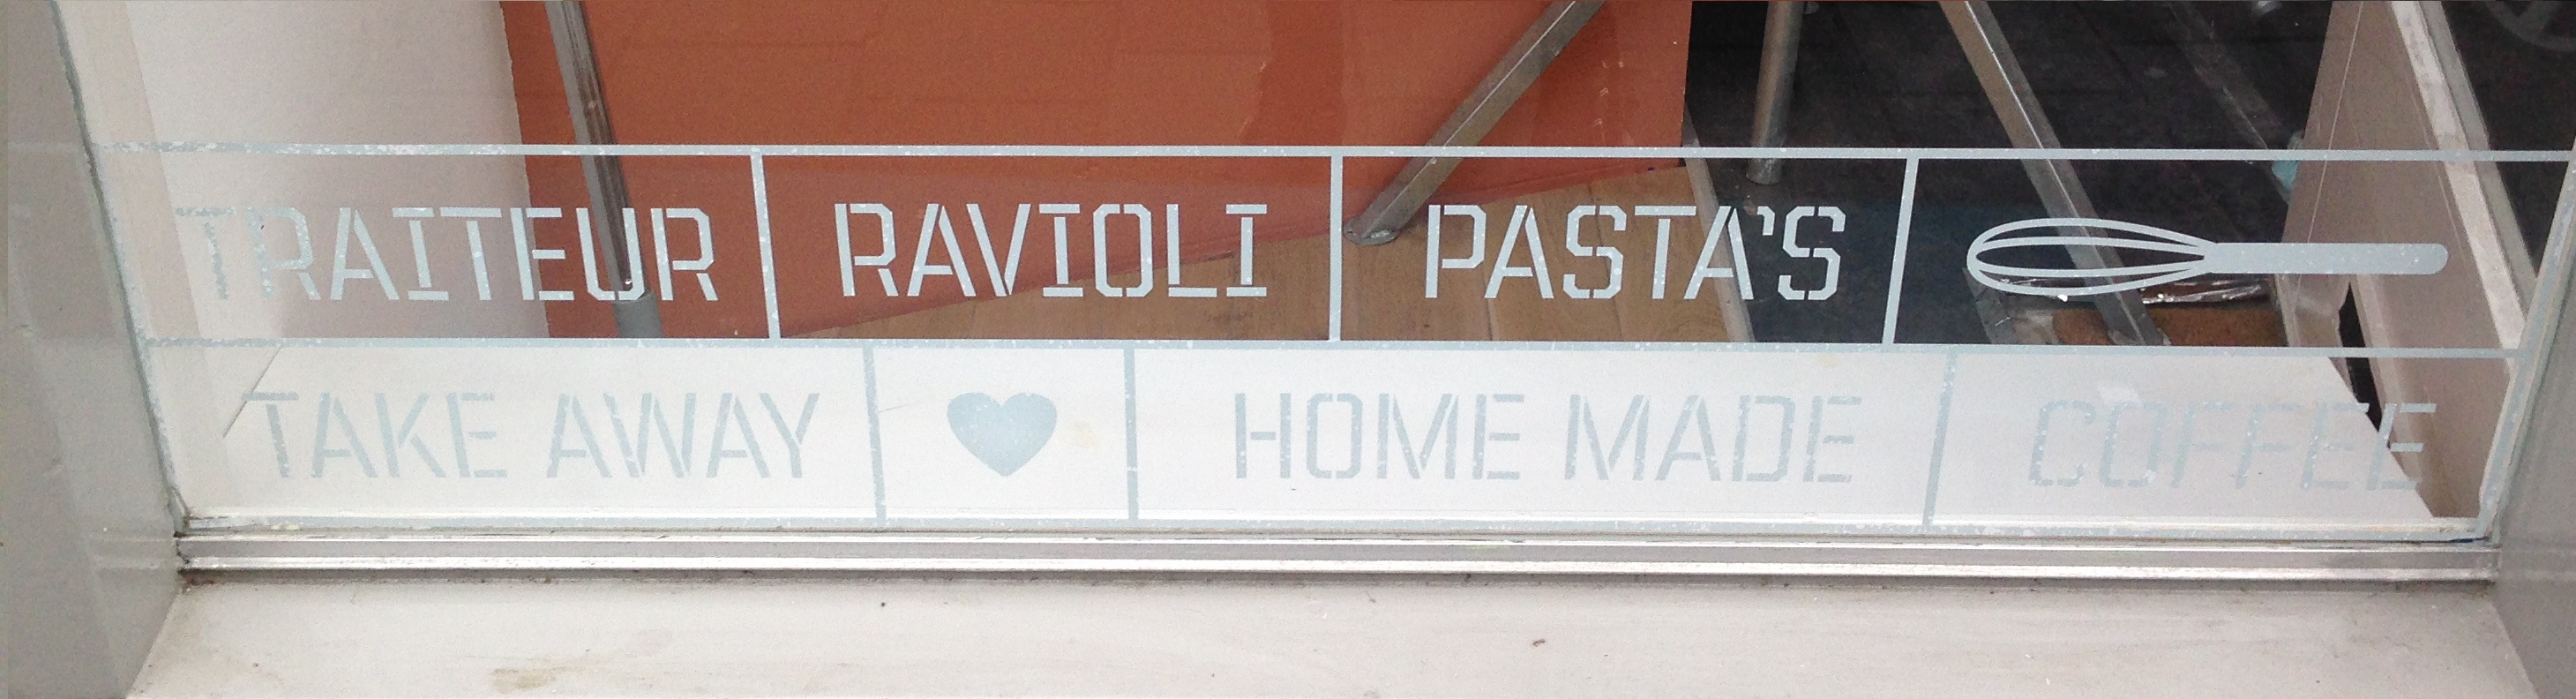 TRAITEUR RAVIOLI PASTA'S
TAKE AWAY HOME MADE COFFEE